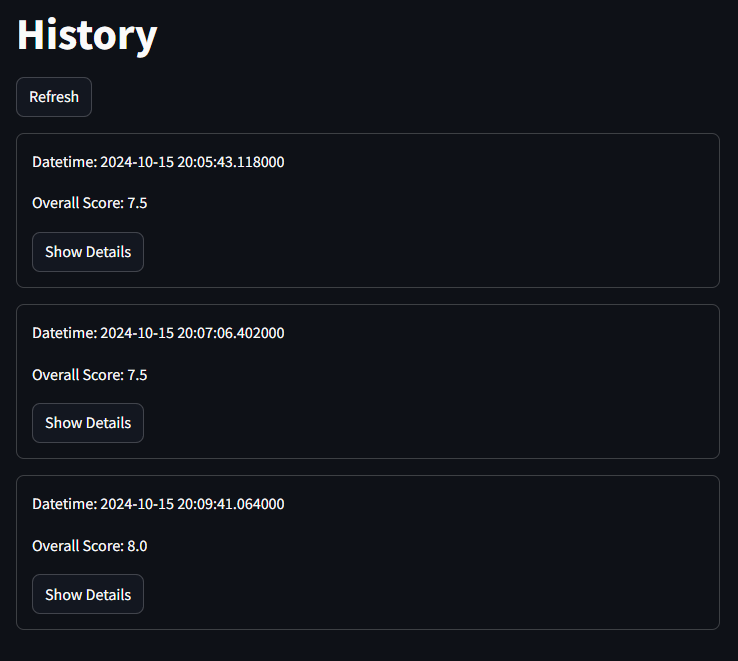 History
Refresh
Datetime: 2024-10-15 20:05:43.118000
Overall Score: 7.5
Show Details
Datetime: 2024-10-15 20:07:06.402000
Overall Score: 7.5
Show Details
Datetime: 2024-10-15 20:09:41.064000
Overall Score: 8.0
Show Details